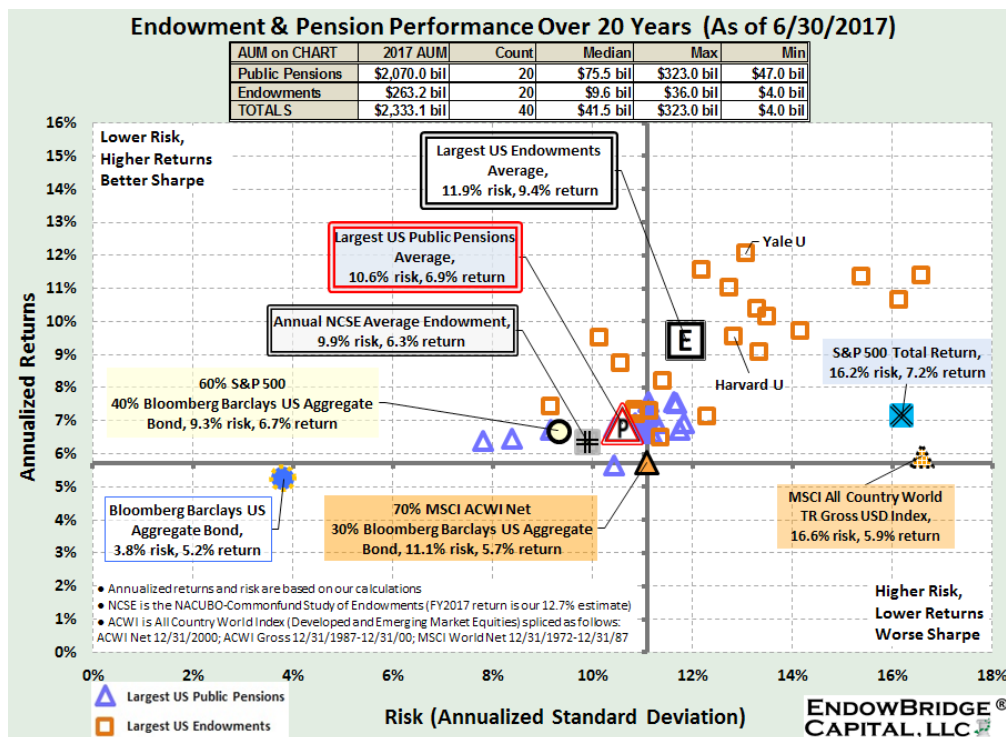 Endowment & Pension Performance Over 20 Years (As of 6/30/2017)
AUM on CHART 2017 AUM Count Median Max Min
Public Pensions $2,070.0 bil 20 $75.5 bil $323.0 bil $47.0 bil
Endowments $263.2 bil 20 $9.6 bil $36.0 bil $4.0 bil
TOTALS $2,333.1 bil 40 $41.5 bil $323.0 bil $4.0 bil
16%
15%
14%
13%
12%
11%
10%
9%
8%
7%
6%
5%
4%
3%
2%
1%
0%
Annualized Returns
Lower Risk,
Higher Returns
Better Sharpe
Largest US Endowments
Average,
11.9% risk, 9.4% return
Largest US Public Pensions
Average,
10.6% risk, 6.9% return
Yale U
Annual NCSE Average Endowment,
9.9% risk, 6.3% return
E
Harvard U
S&P 500 Total Return,
16.2% risk, 7.2% return
60% S&P 500
40% Bloomberg Barclays US Aggregate
Bond, 9.3% risk, 6.7% return
P
Bloomberg Barclays US
Aggregate Bond,
3.8% risk, 5.2% return
70% MSCI ACWI Net
30% Bloomberg Barclays US Aggregate
Bond, 11.1% risk, 5.7% return
MSCI All Country World
TR Gross USD Index,
16.6% risk, 5.9% return
● Annualized returns and risk are based on our calculations
● NCSE is the NACUBO-Commonfund Study of Endowments (FY2017 return is our 12.7% estimate)
● ACWI is All Country World Index (Developed and Emerging Market Equities) spliced as follows:
ACWI Net 12/31/2000; ACWI Gross 12/31/1987-12/31/00; MSCI World Net 12/31/1972-12/31/87
Higher Risk,
Lower Returns
Worse Sharpe
0% 2% 4% 6% 8% 10% 12% 14% 16% 18%
Largest US Public Pensions
Largest US Endowments
Risk (Annualized Standard Deviation)
ENDOWBRIDGE ®
CAPITAL, LLC